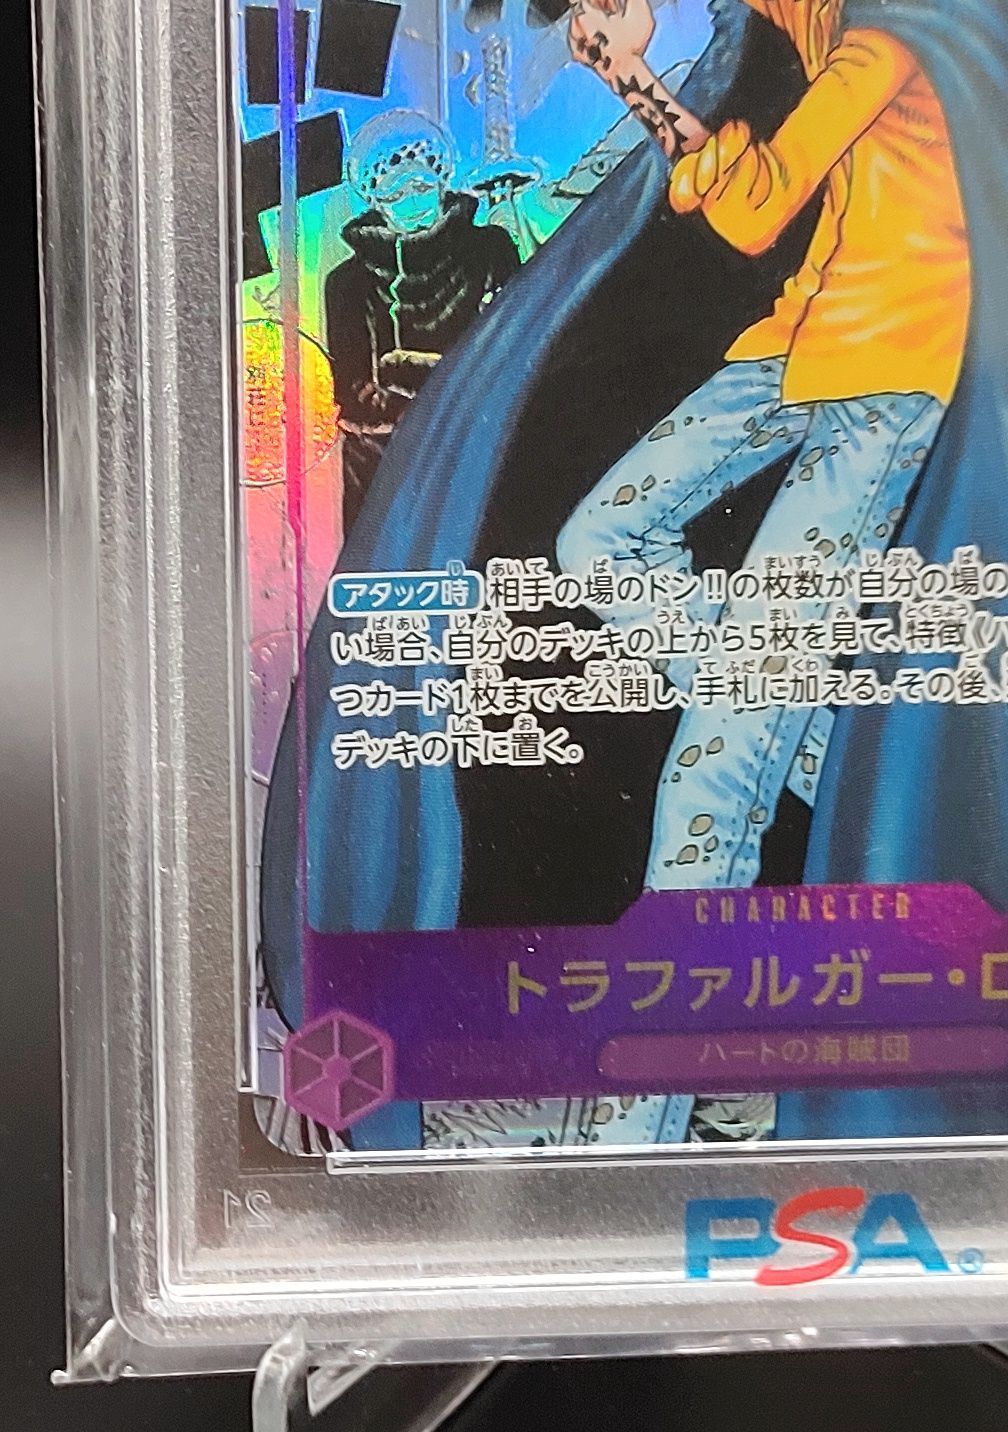 アタック時 相手の場のドン!!の枚数が自分の場の
い場合、自分のデッキの上から5枚を見て、特徴《ハ
つカード1枚までを公開し、手札に加える。その後、
デッキの下に置く。
CHARACTER
トラファルガー・ロ
ハートの海賊団
21
PSA®